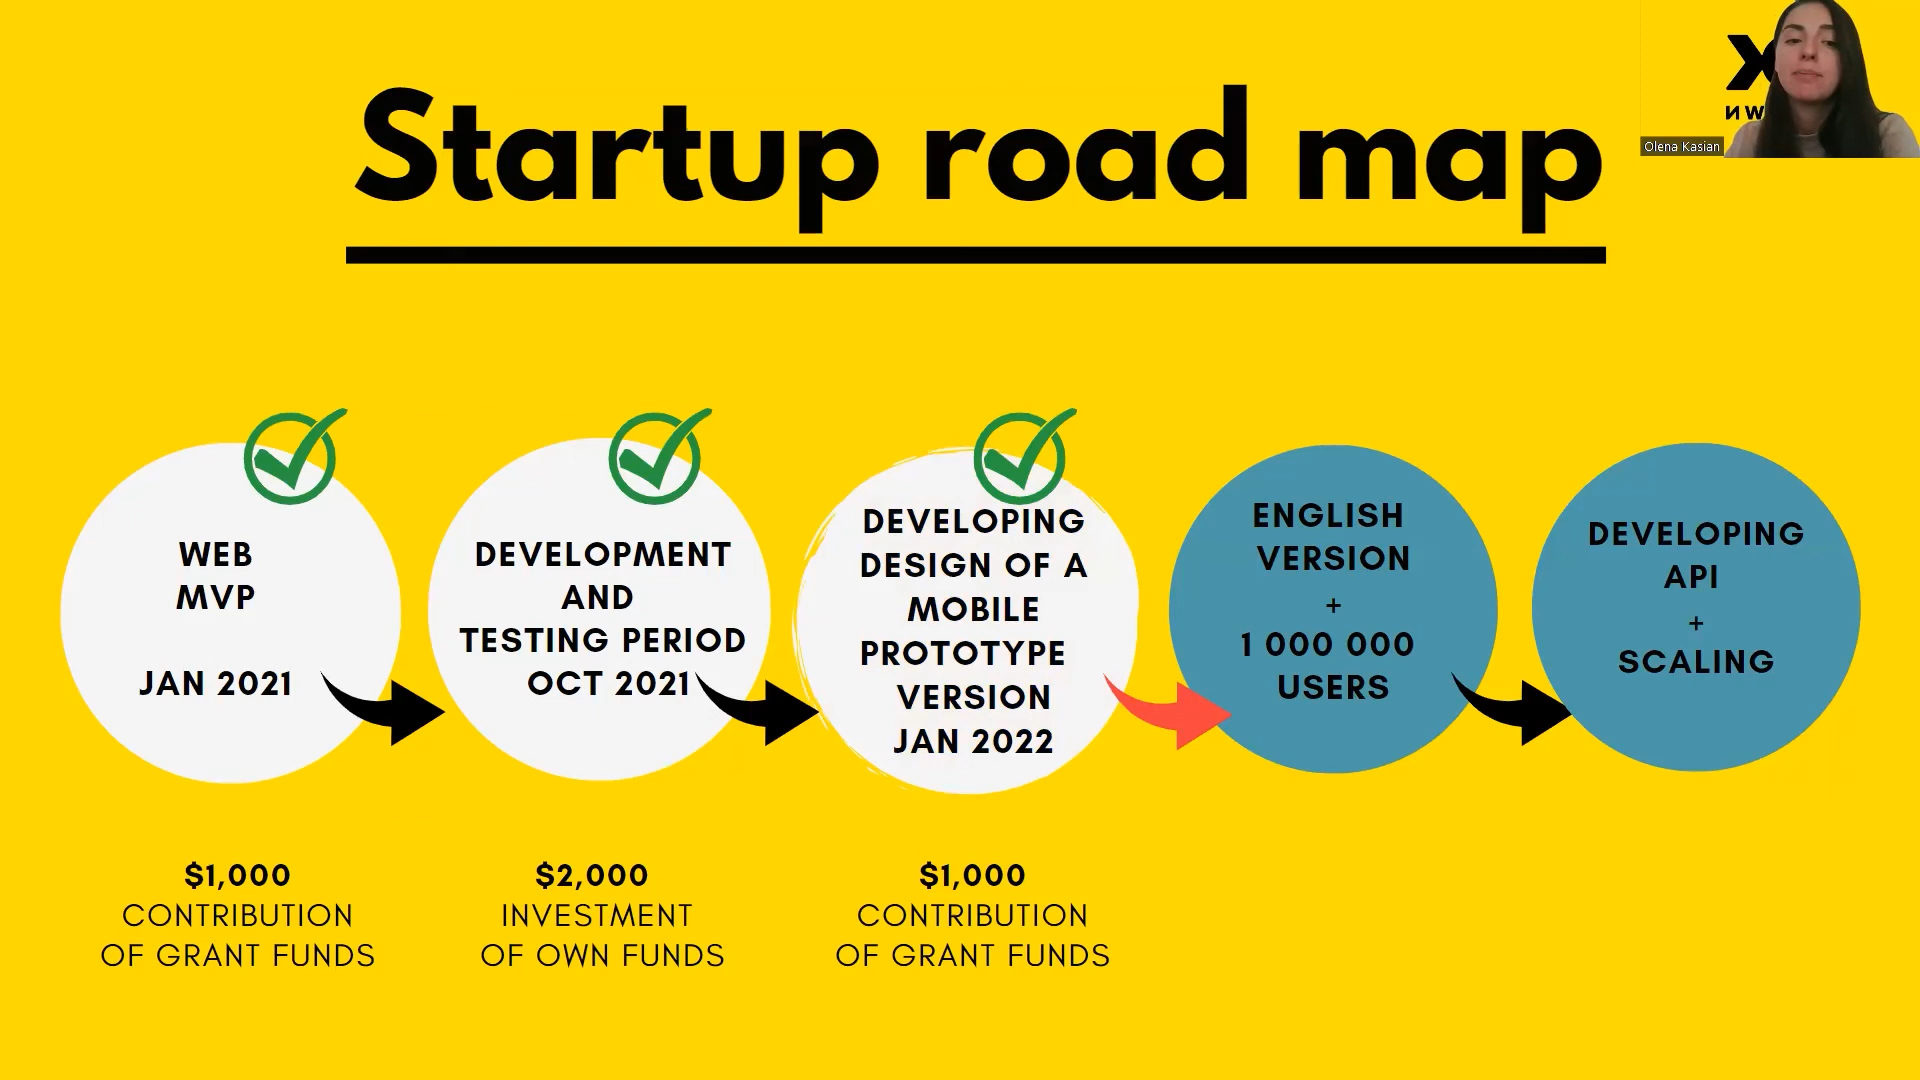 Startup road map
Olena Kasian
WEB
MVP
JAN 2021
DEVELOPMENT
AND
TESTING PERIOD
OCT 2021
DEVELOPING
DESIGN OF A
MOBILE
PROTOTYPE
VERSION
JAN 2022
ENGLISH
VERSION
+
1 000 000
USERS
DEVELOPING
API
+
SCALING
$1,000
CONTRIBUTION
OF GRANT FUNDS
$2,000
INVESTMENT
OF OWN FUNDS
$1,000
CONTRIBUTION
OF GRANT FUNDS